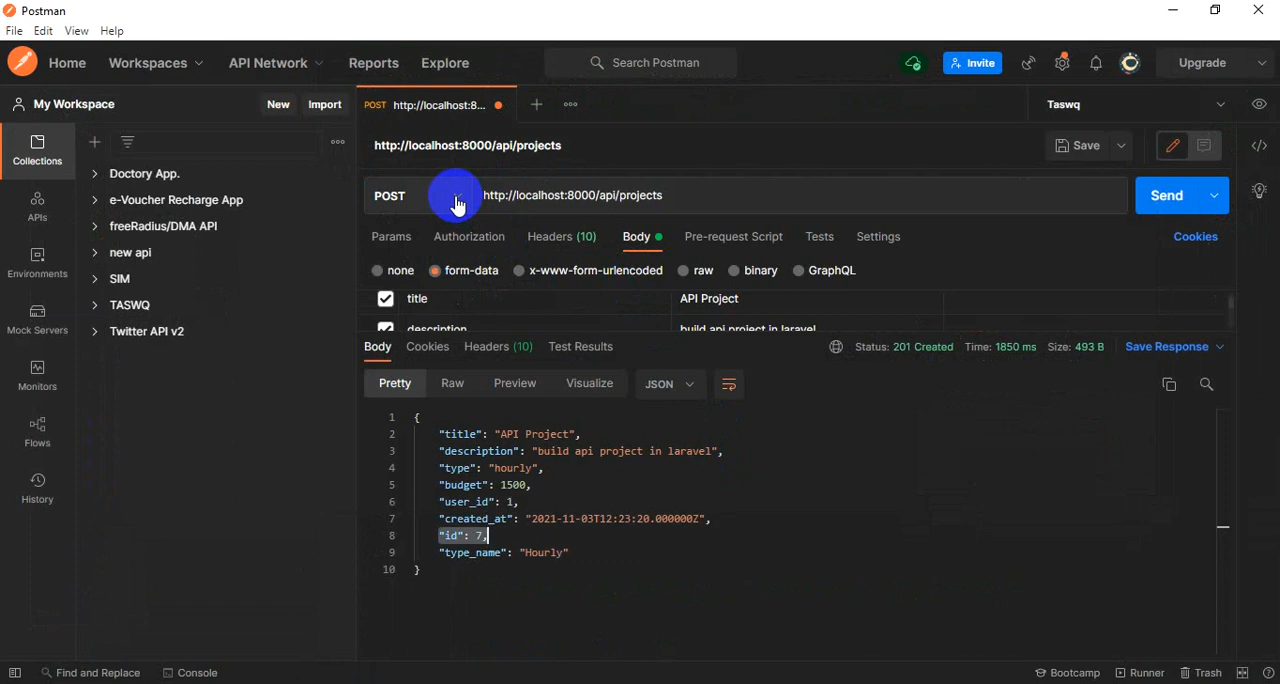 Postman
File Edit View Help
Home Workspaces API Network Reports Explore Search Postman Invite Upgrade
My Workspace New Import POST http://localhost:8... Taswq
http://localhost:8000/api/projects Save
Collections
APIs
Environments
Mock Servers
Monitors
Flows
History
Doctory App.
e-Voucher Recharge App
freeRadius/DMA API
new api
SIM
TASWQ
Twitter API v2
POST http://localhost:8000/api/projects Send
Params Authorization Headers (10) Body Pre-request Script Tests Settings Cookies
none form-data x-www-form-urlencoded raw binary GraphQL
title API Project
description build api project in laravel
Body Cookies Headers (10) Test Results Status: 201 Created Time: 1850 ms Size: 493 B Save Response
Pretty Raw Preview Visualize JSON
1 {
2 "title": "API Project",
3 "description": "build api project in laravel",
4 "type": "hourly",
5 "budget": 1500,
6 "user_id": 1,
7 "created_at": "2021-11-03T12:23:20.000000Z",
8 "id": 7,
9 "type_name": "Hourly"
10 }
Find and Replace Console Bootcamp Runner Trash